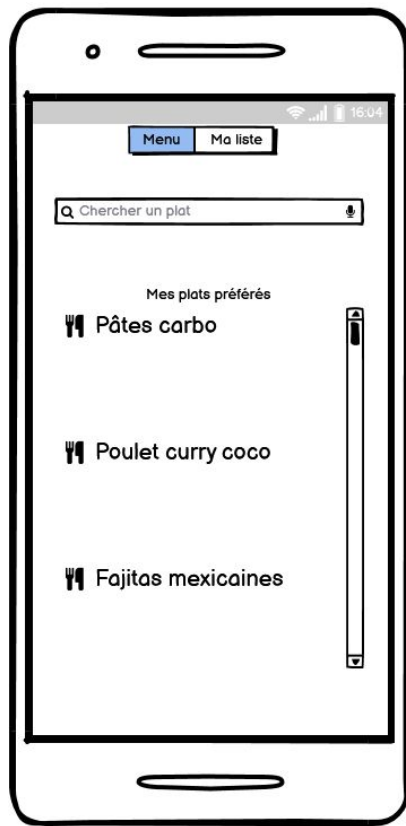 16:04
Menu Ma liste
Chercher un plat
Mes plats préférés
Pâtes carbo
Poulet curry coco
Fajitas mexicaines